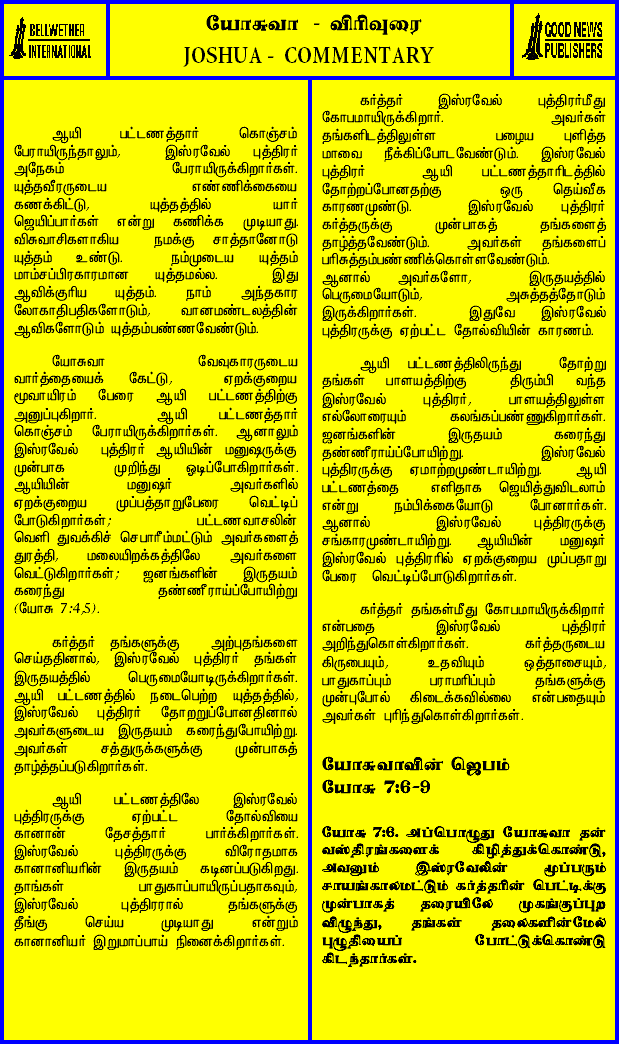 BELLWETHER
INTERNATIONAL
யோசுவா - விரிவுரை
JOSHUA - COMMENTARY
GOOD NEWS
PUBLISHERS
ஆயி பட்டணத்தார் கொஞ்சம்
பேராயிருந்தாலும், இஸ்ரவேல் புத்திரர்
அநேகம் பேராயிருக்கிறார்கள்.
யுத்தவீரருடைய எண்ணிக்கையை
கணக்கிட்டு, யுத்தத்தில் யார்
ஜெயிப்பார்கள் என்று கணிக்க முடியாது.
விசுவாசிகளாகிய நமக்கு சாத்தானோடு
யுத்தம் உண்டு. நம்முடைய யுத்தம்
மாம்சப்பிரகாரமான யுத்தமல்ல. இது
ஆவிக்குரிய யுத்தம். நாம் அந்தகார
லோகாதிபதிகளோடும், வானமண்டலத்தின்
ஆவிகளோடும் யுத்தம்பண்ணவேண்டும்.
யோசுவா வேவுகாரருடைய
வார்த்தையைக் கேட்டு, ஏறக்குறைய
மூவாயிரம் பேரை ஆயி பட்டணத்திற்கு
அனுப்புகிறார். ஆயி பட்டணத்தார்
கொஞ்சம் பேராயிருக்கிறார்கள். ஆனாலும்
இஸ்ரவேல் புத்திரர் ஆயியின் மனுஷருக்கு
முன்பாக முறிந்து ஓடிப்போகிறார்கள்.
ஆயியின் மனுஷர் அவர்களில்
ஏறக்குறைய முப்பத்தாறுபேரை வெட்டிப்
போடுகிறார்கள்; பட்டணவாசலின்
வெளி துவக்கிச் செபாரீம்மட்டும் அவர்களைத்
துரத்தி, மலையிறக்கத்திலே அவர்களை
வெட்டுகிறார்கள்; ஜனங்களின் இருதயம்
கரைந்து தண்ணீராய்ப்போயிற்று
(யோசு 7:4,5).
கர்த்தர் தங்களுக்கு அற்புதங்களை
செய்ததினால், இஸ்ரவேல் புத்திரர் தங்கள்
இருதயத்தில் பெருமையோடிருக்கிறார்கள்.
ஆயி பட்டணத்தில் நடைபெற்ற யுத்தத்தில்,
இஸ்ரவேல் புத்திரர் தோறறுப்போனதினால்
அவர்களுடைய இருதயம் கரைந்துபோயிற்று.
அவர்கள் சத்துருக்களுக்கு முன்பாகத்
தாழ்த்தப்படுகிறார்கள்.
ஆயி பட்டணத்திலே இஸ்ரவேல்
புத்திரருக்கு ஏற்பட்ட தோல்வியை
கானான் தேசத்தார் பார்க்கிறார்கள்.
இஸ்ரவேல் புத்திரருக்கு விரோதமாக
கானானியரின் இருதயம் கடினப்படுகிறது.
தாங்கள் பாதுகாப்பாயிருப்பதாகவும்,
இஸ்ரவேல் புத்திரரால் தங்களுக்கு
தீங்கு செய்ய முடியாது என்றும்
கானானியர் இறுமாப்பாய் நினைக்கிறார்கள்.
கர்த்தர் இஸ்ரவேல் புத்திரர்மீது
கோபமாயிருக்கிறார். அவர்கள்
தங்களிடத்திலுள்ள பழைய புளித்த
மாவை நீக்கிப்போடவேண்டும். இஸ்ரவேல்
புத்திரர் ஆயி பட்டணத்தாரிடத்தில்
தோற்றப்போனதற்கு ஒரு தெய்வீக
காரணமுண்டு. இஸ்ரவேல் புத்திரர்
கர்த்தருக்கு முன்பாகத் தங்களைத்
தாழ்த்தவேண்டும். அவர்கள் தங்களைப்
பரிசுத்தம்பண்ணிக்கொள்ளவேண்டும்.
ஆனால் அவர்களோ, இருதயத்தில்
பெருமையோடும், அசுத்தத்தோடும்
இருக்கிறார்கள். இதுவே இஸ்ரவேல்
புத்திரருக்கு ஏற்பட்ட தோல்வியின் காரணம்.
ஆயி பட்டணத்திலிருந்து தோற்று
தங்கள் பாளயத்திற்கு திரும்பி வந்த
இஸ்ரவேல் புத்திரர், பாளயத்திலுள்ள
எல்லோரையும் கலங்கப்பண்ணுகிறார்கள்.
ஜனங்களின் இருதயம் கரைந்து
தண்ணீராய்ப்போயிற்று. இஸ்ரவேல்
புத்திரருக்கு ஏமாற்றமுண்டாயிற்று. ஆயி
பட்டணத்தை எளிதாக ஜெயித்துவிடலாம்
என்று நம்பிக்கையோடு போனார்கள்.
ஆனால் இஸ்ரவேல் புத்திரருக்கு
சங்காரமுண்டாயிற்று. ஆயியின் மனுஷர்
இஸ்ரவேல் புத்திரரில் ஏறக்குறைய முப்பதாறு
பேரை வெட்டிப்போடுகிறார்கள்.
கர்த்தர் தங்கள்மீது கோபமாயிருக்கிறார்
என்பதை இஸ்ரவேல் புத்திரர்
அறிந்துகொள்கிறார்கள். கர்த்தருடைய
கிருபையும், உதவியும் ஒத்தாசையும்,
பாதுகாப்பும் பராமரிப்பும் தங்களுக்கு
முன்புபோல் கிடைக்கவில்லை என்பதையும்
அவர்கள் புரிந்துகொள்கிறார்கள்.
யோசுவாவின் ஜெபம்
யோசு 7:6-9
யோசு 7:6. அப்பொழுது யோசுவா தன்
வஸ்திரங்களைக் கிழித்துக்கொண்டு,
அவனும் இஸ்ரவேலின் மூப்பரும்
சாயங்காலமட்டும் கர்த்தரின் பெட்டிக்கு
முன்பாகத் தரையிலே முகங்குப்புற
விழுந்து, தங்கள் தலைகளின்மேல்
புழுதியைப் போட்டுக்கொண்டு
கிடந்தார்கள்.